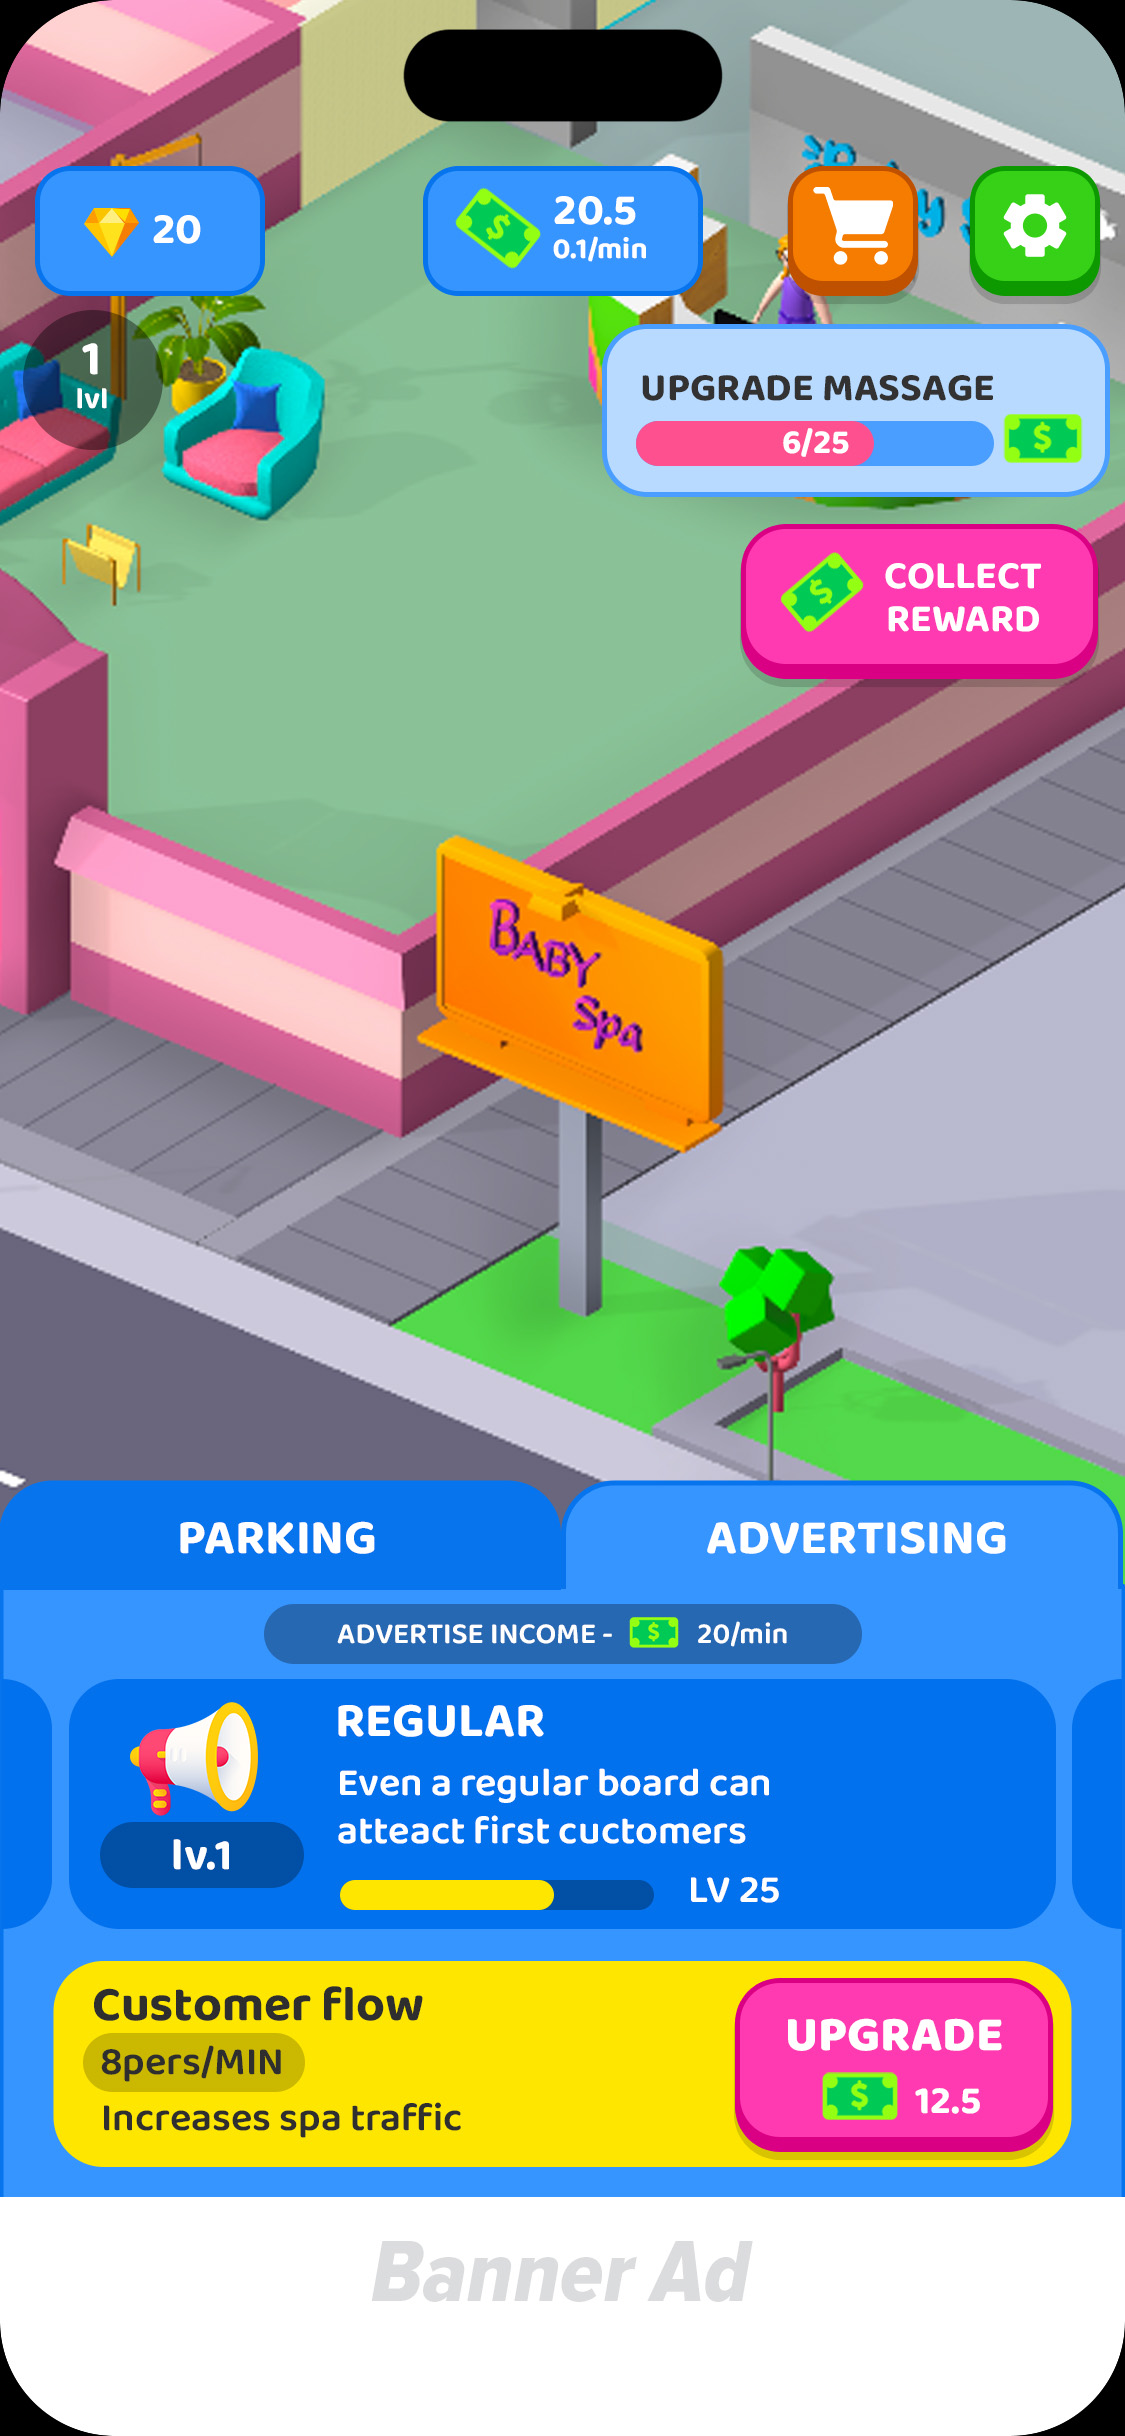 20
20.5
0.1/min
1
lvl
UPGRADE MASSAGE
6/25
COLLECT
REWARD
BABY
Spa
PARKING
ADVERTISING
ADVERTISE INCOME - 20/min
REGULAR
Even a regular board can
atteact first cuctomers
lv.1
LV 25
Customer flow
8pers/MIN
Increases spa traffic
UPGRADE
12.5
Banner Ad